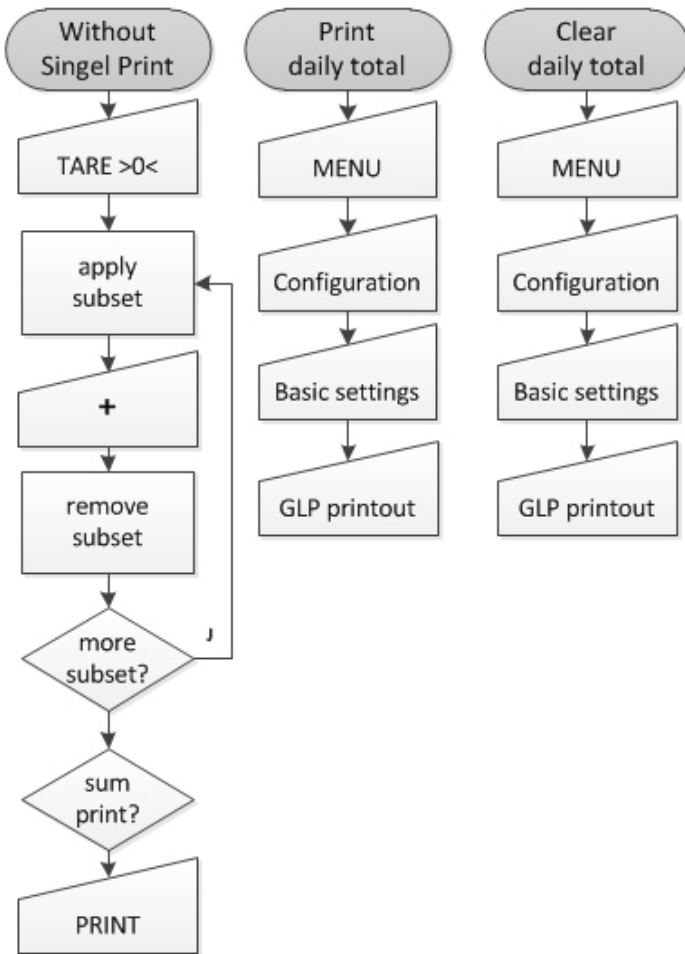 Without
Singel Print
TARE >0<
apply
subset
+
remove
subset
more
subset?
J
sum
print?
PRINT
Print
daily total
MENU
Configuration
Basic settings
GLP printout
Clear
daily total
MENU
Configuration
Basic settings
GLP printout